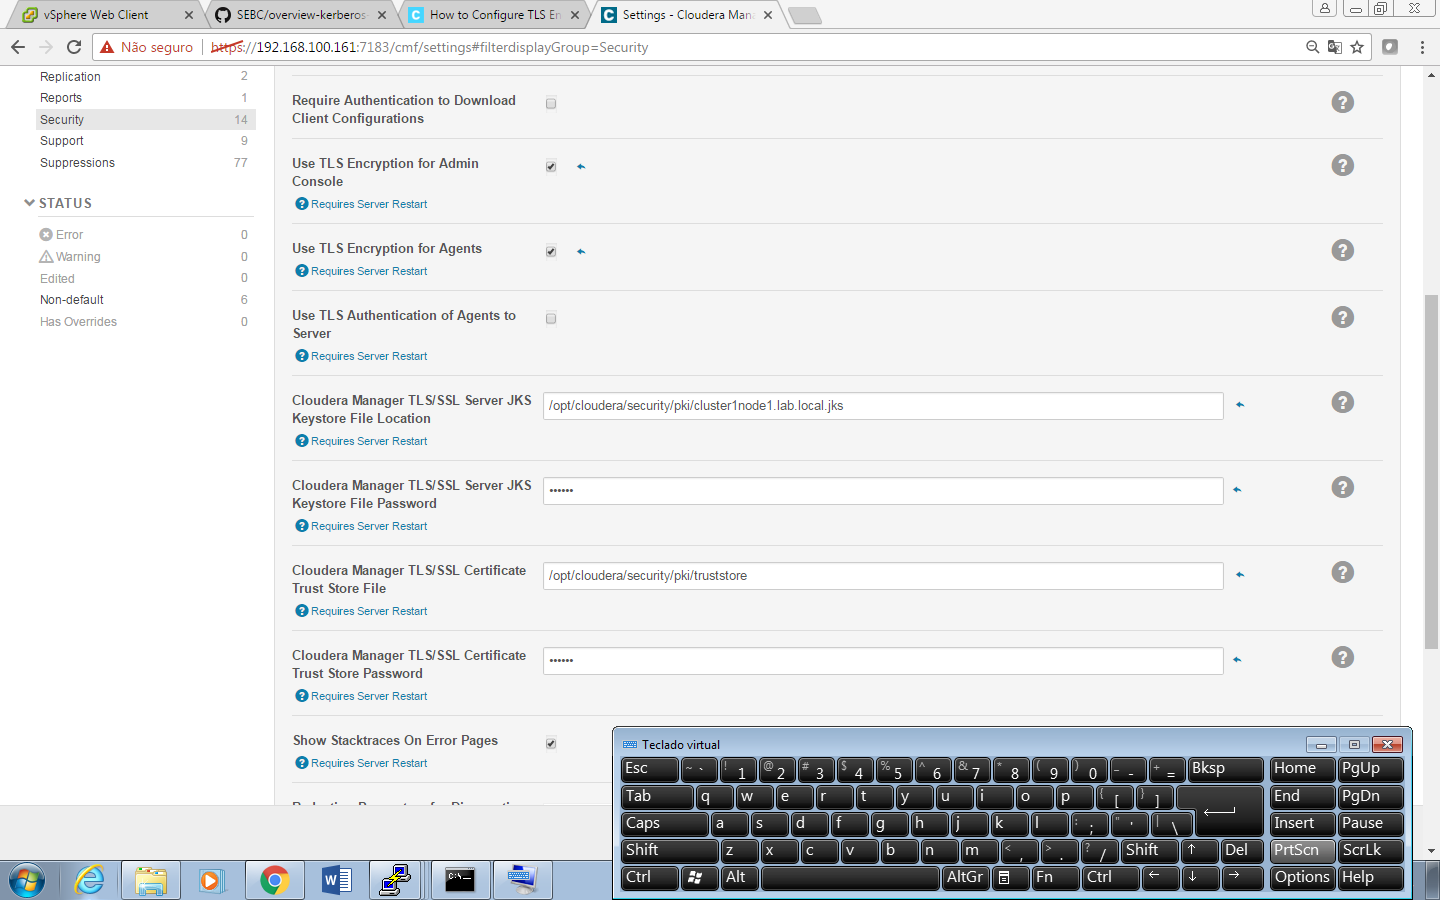 vSphere Web Client
SEBC/overview-kerberos-
How to Configure TLS En
Settings - Cloudera Mana
Não seguro
https://192.168.100.161:7183/cmf/settings#filterdisplayGroup=Security
Replication 2
Reports 1
Security 14
Support 9
Suppressions 77
STATUS
Error 0
Warning 0
Edited 0
Non-default 6
Has Overrides 0
Require Authentication to Download
Client Configurations
Use TLS Encryption for Admin
Console
Requires Server Restart
Use TLS Encryption for Agents
Requires Server Restart
Use TLS Authentication of Agents to
Server
Requires Server Restart
Cloudera Manager TLS/SSL Server JKS
Keystore File Location
/opt/cloudera/security/pki/cluster1node1.lab.local.jks
Requires Server Restart
Cloudera Manager TLS/SSL Server JKS
Keystore File Password
••••••
Requires Server Restart
Cloudera Manager TLS/SSL Certificate
Trust Store File
/opt/cloudera/security/pki/truststore
Requires Server Restart
Cloudera Manager TLS/SSL Certificate
Trust Store Password
••••••
Requires Server Restart
Show Stacktraces On Error Pages
Requires Server Restart
Teclado virtual
Esc ~ ` ! 1 @ 2 # 3 $ 4 % 5 ^ 6 & 7 * 8 ( 9 ) 0 _ - + = Bksp Home PgUp
Tab q w e r t y u i o p { [ } ] End PgDn
Caps a s d f g h j k l : ; " ' | \ Insert Pause
Shift z x c v b n m < , > . ? / Shift ↑ Del PrtScn ScrLk
Ctrl Alt AltGr Fn Ctrl ← ↓ → Options Help